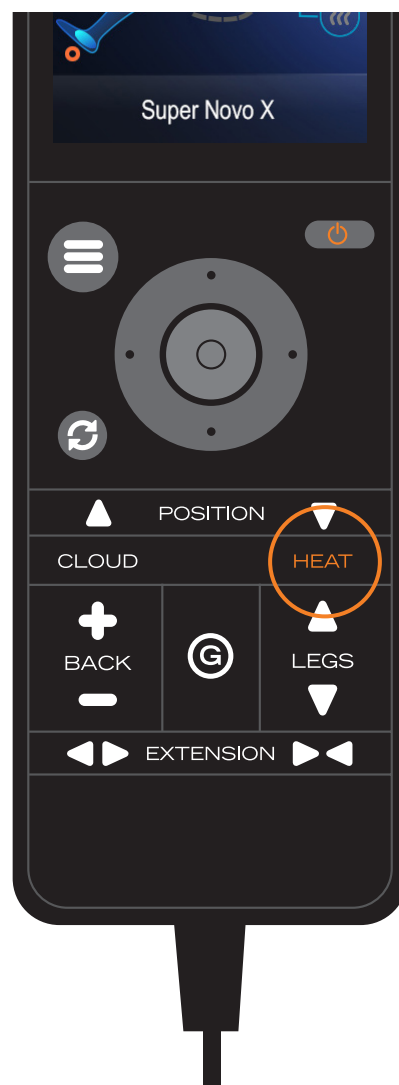 Super Novo X
POSITION
CLOUD HEAT
BACK G LEGS
EXTENSION